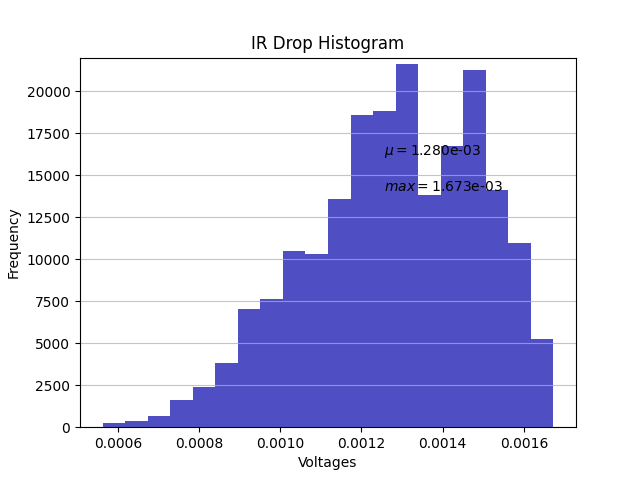 IR Drop Histogram
20000
17500
15000
12500
10000
7500
5000
2500
0
Frequency
μ = 1.280e-03
max = 1.673e-03
0.0006 0.0008 0.0010 0.0012 0.0014 0.0016
Voltages